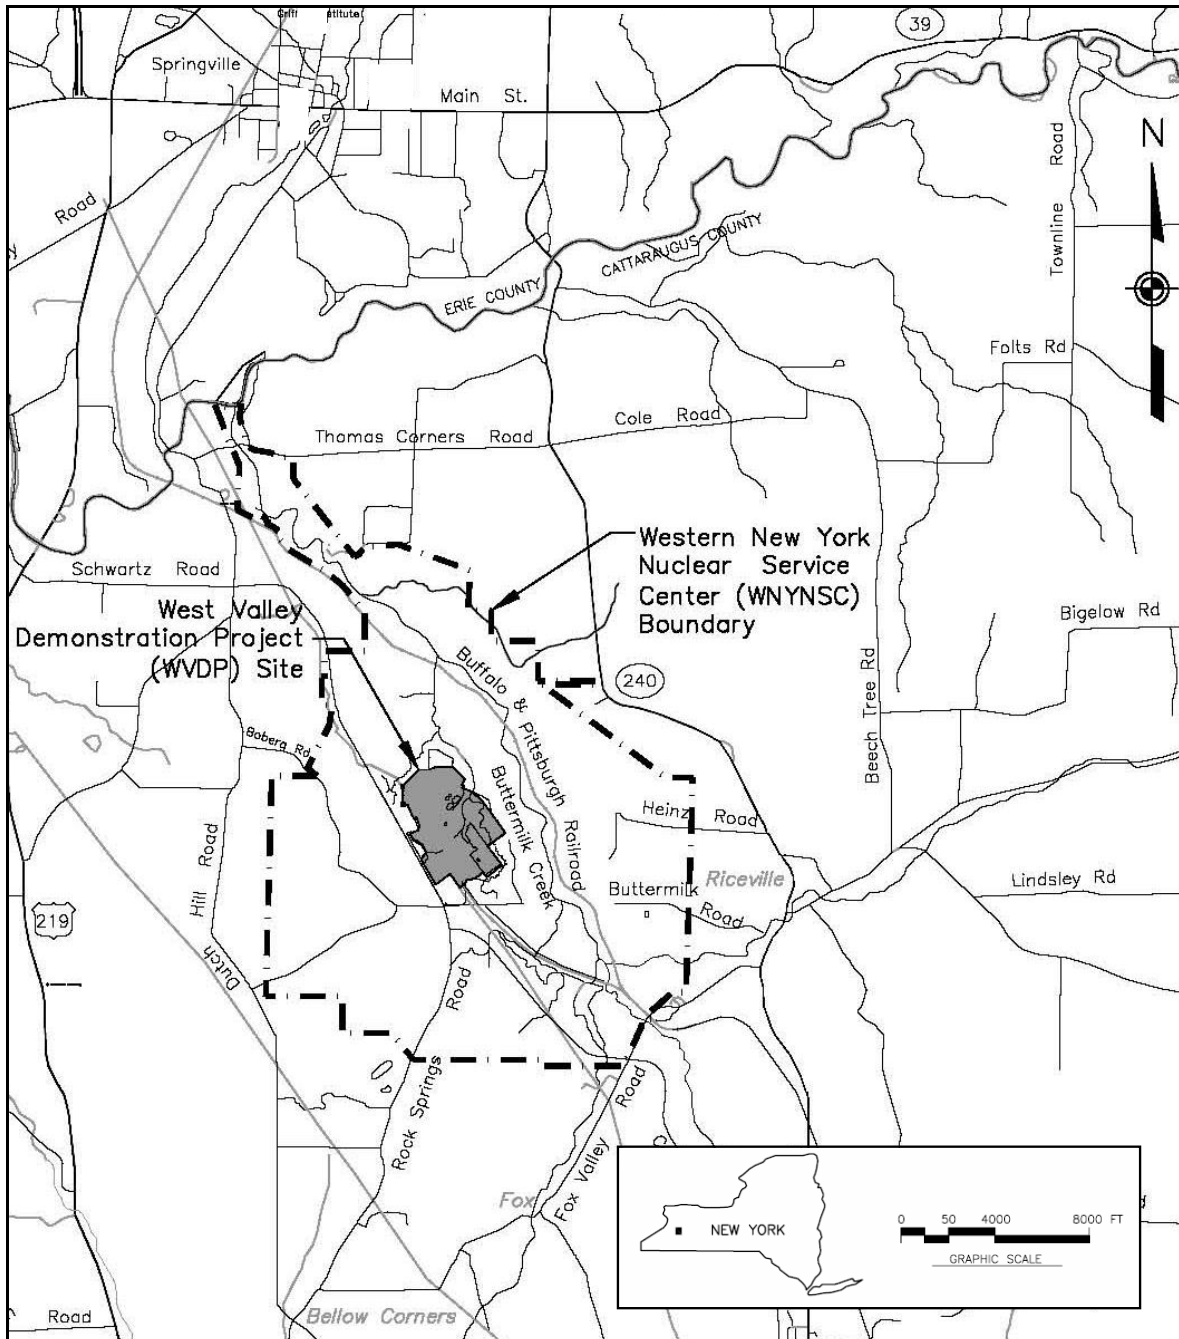 39
Springville
Main St.
N
Road
Townline Road
CATTARAUGUS COUNTY
ERIE COUNTY
Folts Rd
Cole Road
Thomas Corners Road
Western New York
Nuclear Service
Center (WNYNSC)
Boundary
Schwartz Road
West Valley
Demonstration Project
(WVDP) Site
Bigelow Rd
240
Buffalo & Pittsburgh Railroad
Beech Tree Rd
Boberg Rd
Buttermilk Creek
Heinz Road
Hill Road
Riceville
Lindsley Rd
Buttermilk
Road
219
Dutch
Rock Springs Road
Fox Valley Road
Fox
NEW YORK
0 50 4000 8000 FT
GRAPHIC SCALE
Bellow Corners
Road